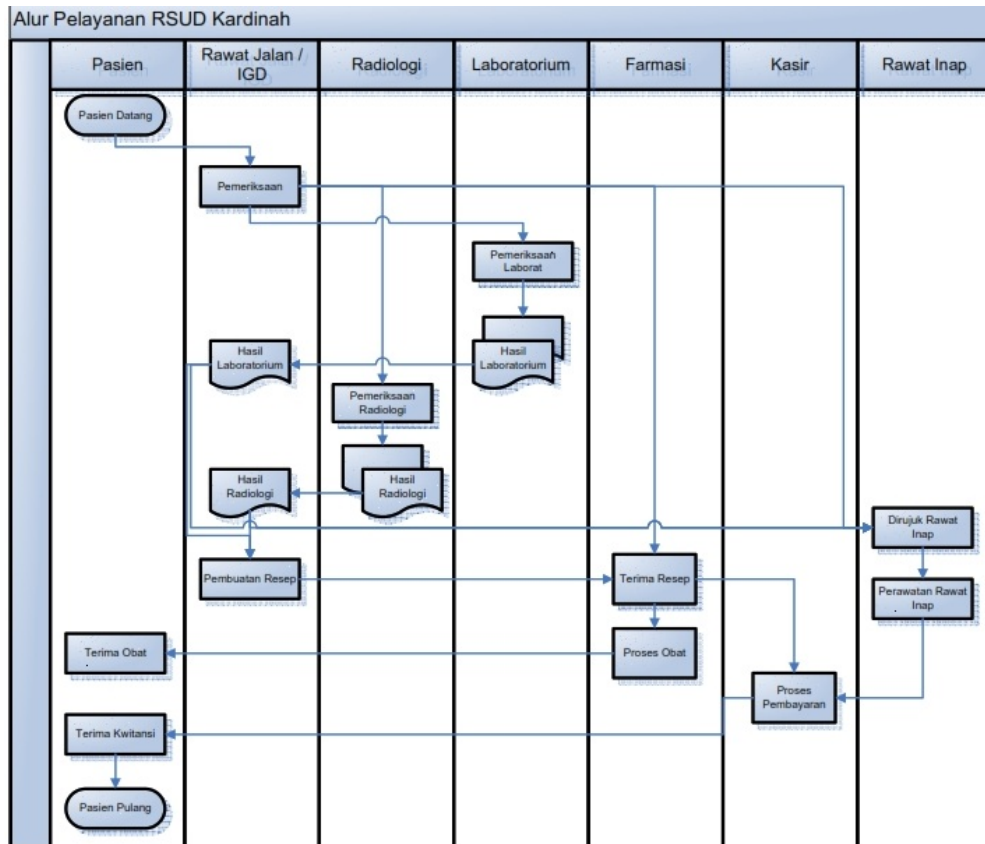 Alur Pelayanan RSUD Kardinah
Pasien
Rawat Jalan /
IGD
Radiologi
Laboratorium
Farmasi
Kasir
Rawat Inap
Pasien Datang
Pemeriksaan
Pemeriksaan
Laborat
Hasil
Laboratorium
Hasil
Laboratorium
Pemeriksaan
Radiologi
Hasil
Radiologi
Hasil
Radiologi
Dirujuk Rawat
Inap
Pembuatan Resep
Terima Resep
Perawatan Rawat
Inap
Terima Obat
Proses Obat
Proses
Pembayaran
Terima Kwitansi
Pasien Pulang